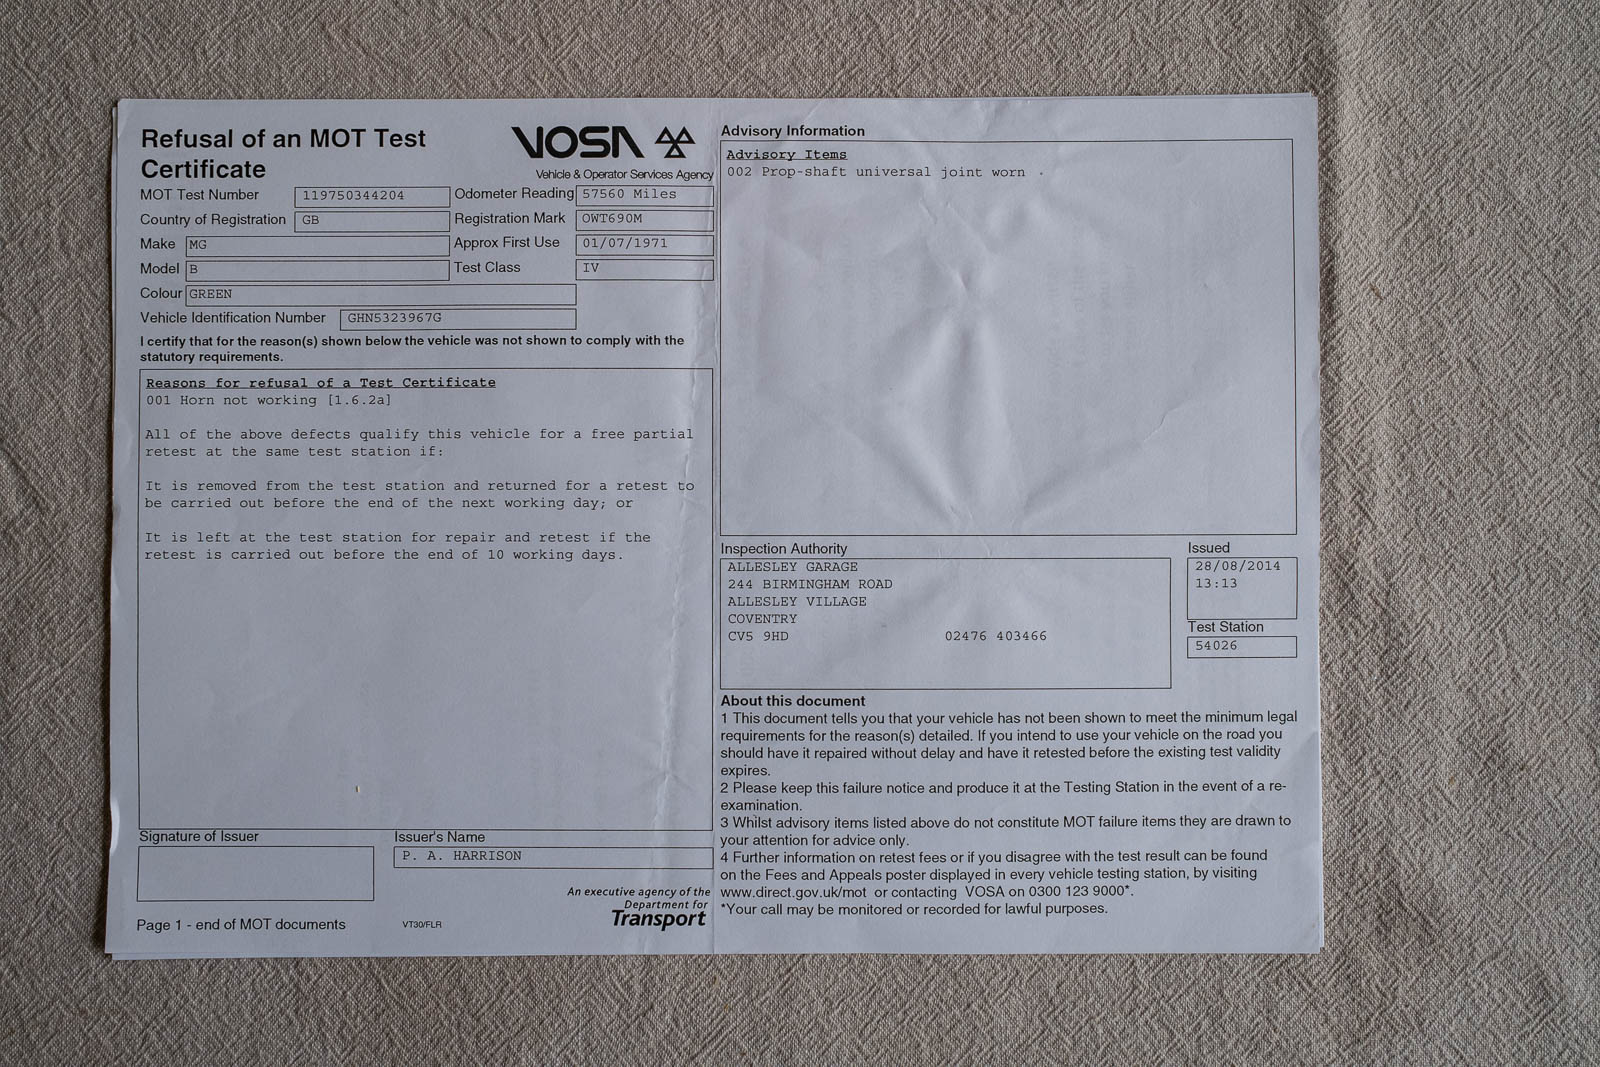 Refusal of an MOT Test
Certificate
VOSA
Vehicle & Operator Services Agency
MOT Test Number 119750344204 Odometer Reading 57560 Miles
Country of Registration GB Registration Mark OWT690M
Make MG Approx First Use 01/07/1971
Model B Test Class IV
Colour GREEN
Vehicle Identification Number GHN5323967G
I certify that for the reason(s) shown below the vehicle was not shown to comply with the
statutory requirements.
Reasons for refusal of a Test Certificate
001 Horn not working [1.6.2a]
All of the above defects qualify this vehicle for a free partial
retest at the same test station if:
It is removed from the test station and returned for a retest to
be carried out before the end of the next working day; or
It is left at the test station for repair and retest if the
retest is carried out before the end of 10 working days.
Signature of Issuer Issuer's Name
P. A. HARRISON
An executive agency of the
Department for
Transport
Page 1 - end of MOT documents VT30/FLR
Advisory Information
Advisory Items
002 Prop-shaft universal joint worn
Inspection Authority Issued
ALLESLEY GARAGE 28/08/2014
244 BIRMINGHAM ROAD 13:13
ALLESLEY VILLAGE
COVENTRY Test Station
CV5 9HD 02476 403466 54026
About this document
1 This document tells you that your vehicle has not been shown to meet the minimum legal
requirements for the reason(s) detailed. If you intend to use your vehicle on the road you
should have it repaired without delay and have it retested before the existing test validity
expires.
2 Please keep this failure notice and produce it at the Testing Station in the event of a re-
examination.
3 Whilst advisory items listed above do not constitute MOT failure items they are drawn to
your attention for advice only.
4 Further information on retest fees or if you disagree with the test result can be found
on the Fees and Appeals poster displayed in every vehicle testing station, by visiting
www.direct.gov.uk/mot or contacting VOSA on 0300 123 9000*.
*Your call may be monitored or recorded for lawful purposes.